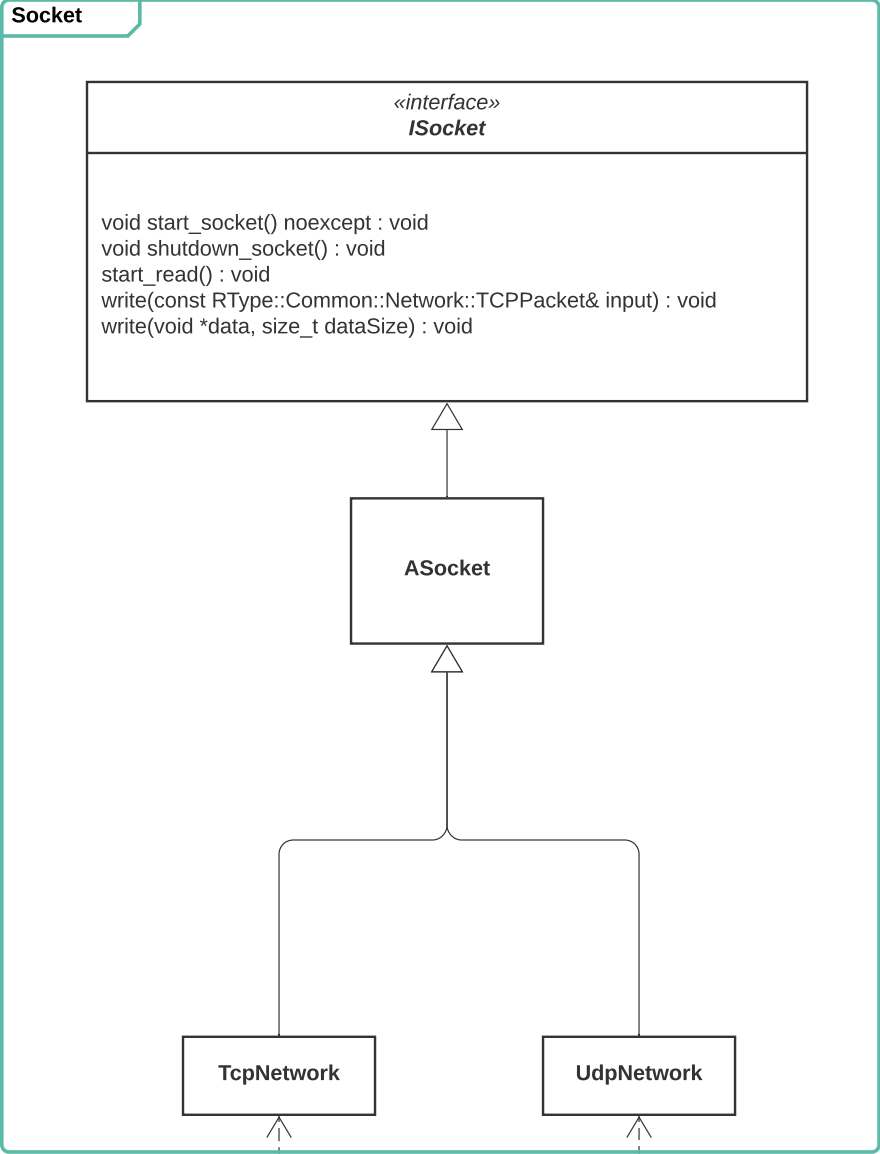 Socket
«interface»
ISocket
void start_socket() noexcept : void
void shutdown_socket() : void
start_read() : void
write(const RType::Common::Network::TCPPacket& input) : void
write(void *data, size_t dataSize) : void
ASocket
TcpNetwork
UdpNetwork